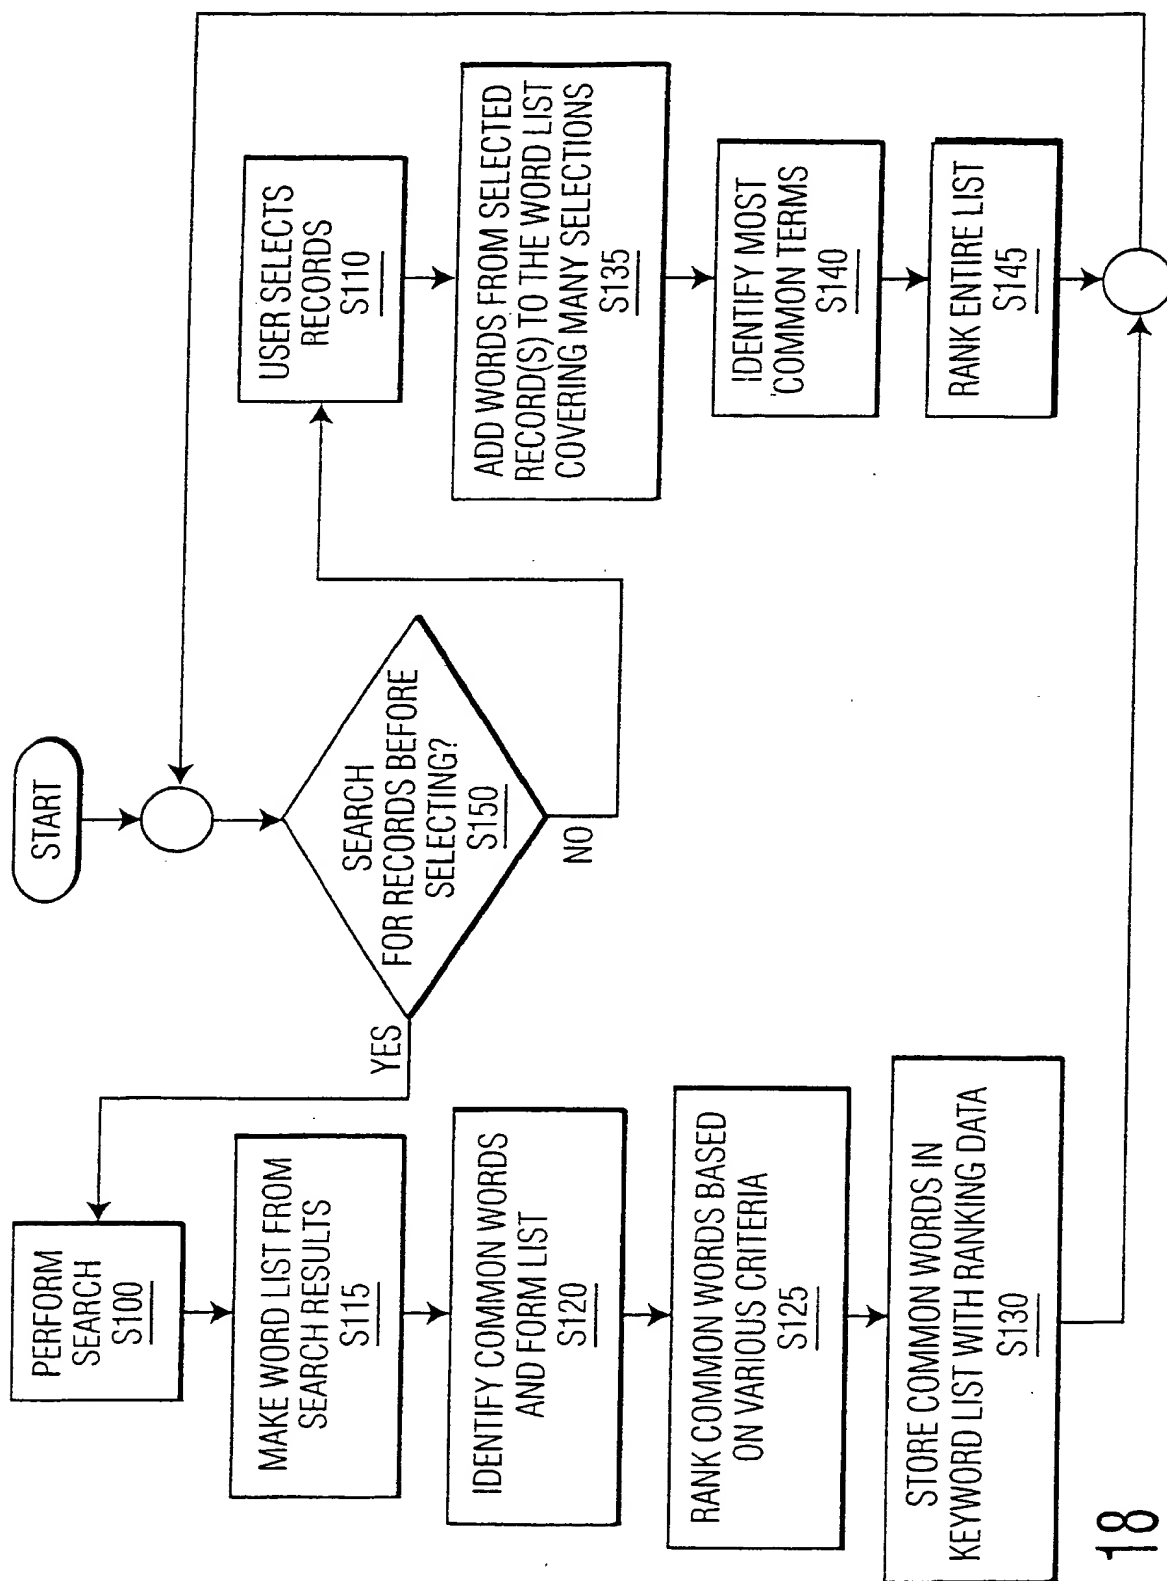 START
SEARCH
FOR RECORDS BEFORE
SELECTING?
S150
YES
NO
PERFORM
SEARCH
S100
MAKE WORD LIST FROM
SEARCH RESULTS
S115
IDENTIFY COMMON WORDS
AND FORM LIST
S120
RANK COMMON WORDS BASED
ON VARIOUS CRITERIA
S125
STORE COMMON WORDS IN
KEYWORD LIST WITH RANKING DATA
S130
USER SELECTS
RECORDS
S110
ADD WORDS FROM SELECTED
RECORD(S) TO THE WORD LIST
COVERING MANY SELECTIONS
S135
IDENTIFY MOST
COMMON TERMS
S140
RANK ENTIRE LIST
S145
18